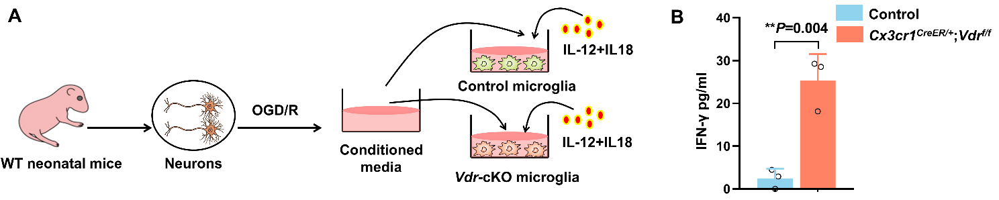 A
WT neonatal mice
Neurons
OGD/R
Conditioned
media
IL-12+IL18
Control microglia
IL-12+IL18
Vdr-cKO microglia
B
Control
Cx3cr1CreER/+;Vdrf/f
**P=0.004
IFN-γ pg/ml
40
30
20
10
0